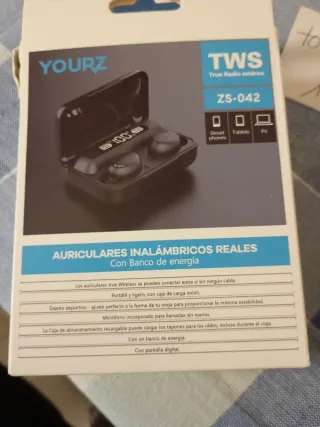 YOURZ
TWS
True Radio estéreo
ZS-042
Smart phones
Tablets
PC
100
AURICULARES INALÁMBRICOS REALES
Con Banco de energía
Los auriculares true Wireless se pueden conectar entre sí sin ningún cable.
Portátil y ligero, con caja de carga móvil.
Diseño deportivo - ajuste perfecto a la forma de tu oreja para proporcionar la máxima estabilidad.
Micrófono incorporado para llamadas sin manos.
La Caja de almacenamiento recargable puede cargar los tapones para los oídos, incluso durante el viaje.
Con un banco de energía.
Con pantalla digital.